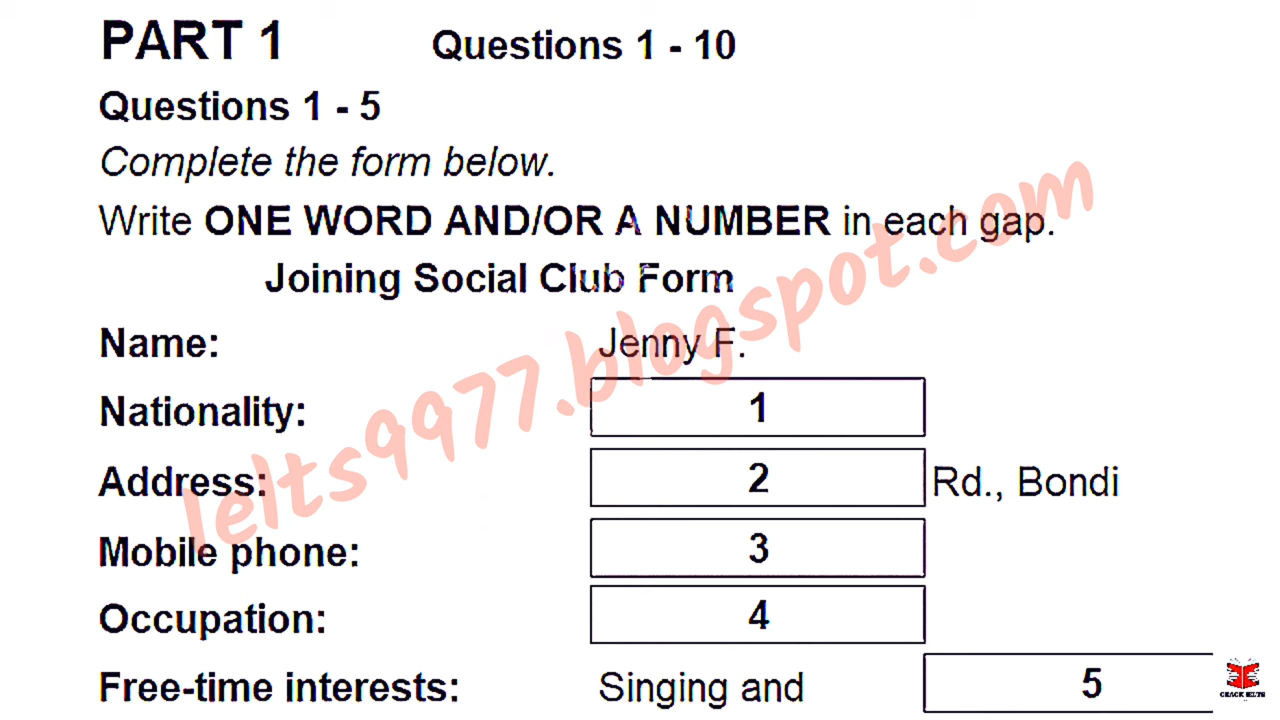 PART 1 Questions 1 - 10
Questions 1 - 5
Complete the form below.
Write ONE WORD AND/OR A NUMBER in each gap.
Joining Social Club Form
Name: Jenny F.
Nationality: 1
Address: 2 Rd., Bondi
Mobile phone: 3
Occupation: 4
Free-time interests: Singing and 5
Ielts9977.blogspot.com
CRACK IELTS